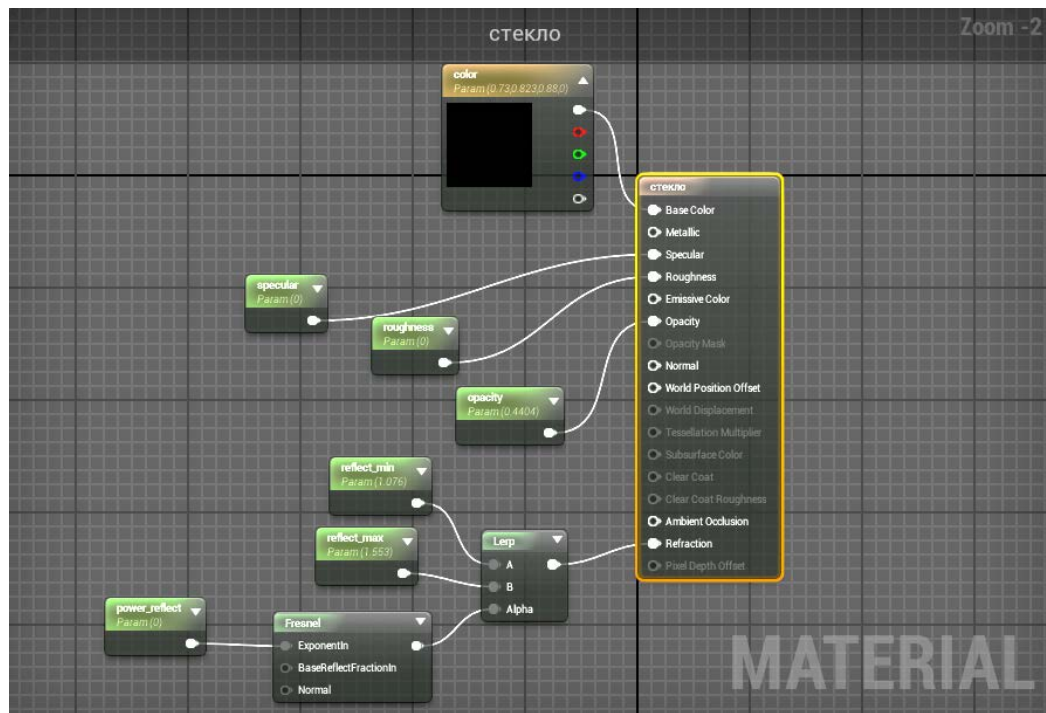 стекло
Zoom -2
color
Param (0.73,0.823,0.88,0)
стекло
Base Color
Metallic
Specular
Roughness
Emissive Color
Opacity
Opacity Mask
Normal
World Position Offset
World Displacement
Tessellation Multiplier
Subsurface Color
Clear Coat
Clear Coat Roughness
Ambient Occlusion
Refraction
Pixel Depth Offset
specular
Param (0)
roughness
Param (0)
opacity
Param (0.4404)
reflect_min
Param (1.076)
reflect_max
Param (1.553)
Lerp
A
B
Alpha
power_reflect
Param (0)
Fresnel
ExponentIn
BaseReflectFractionIn
Normal
MATERIAL